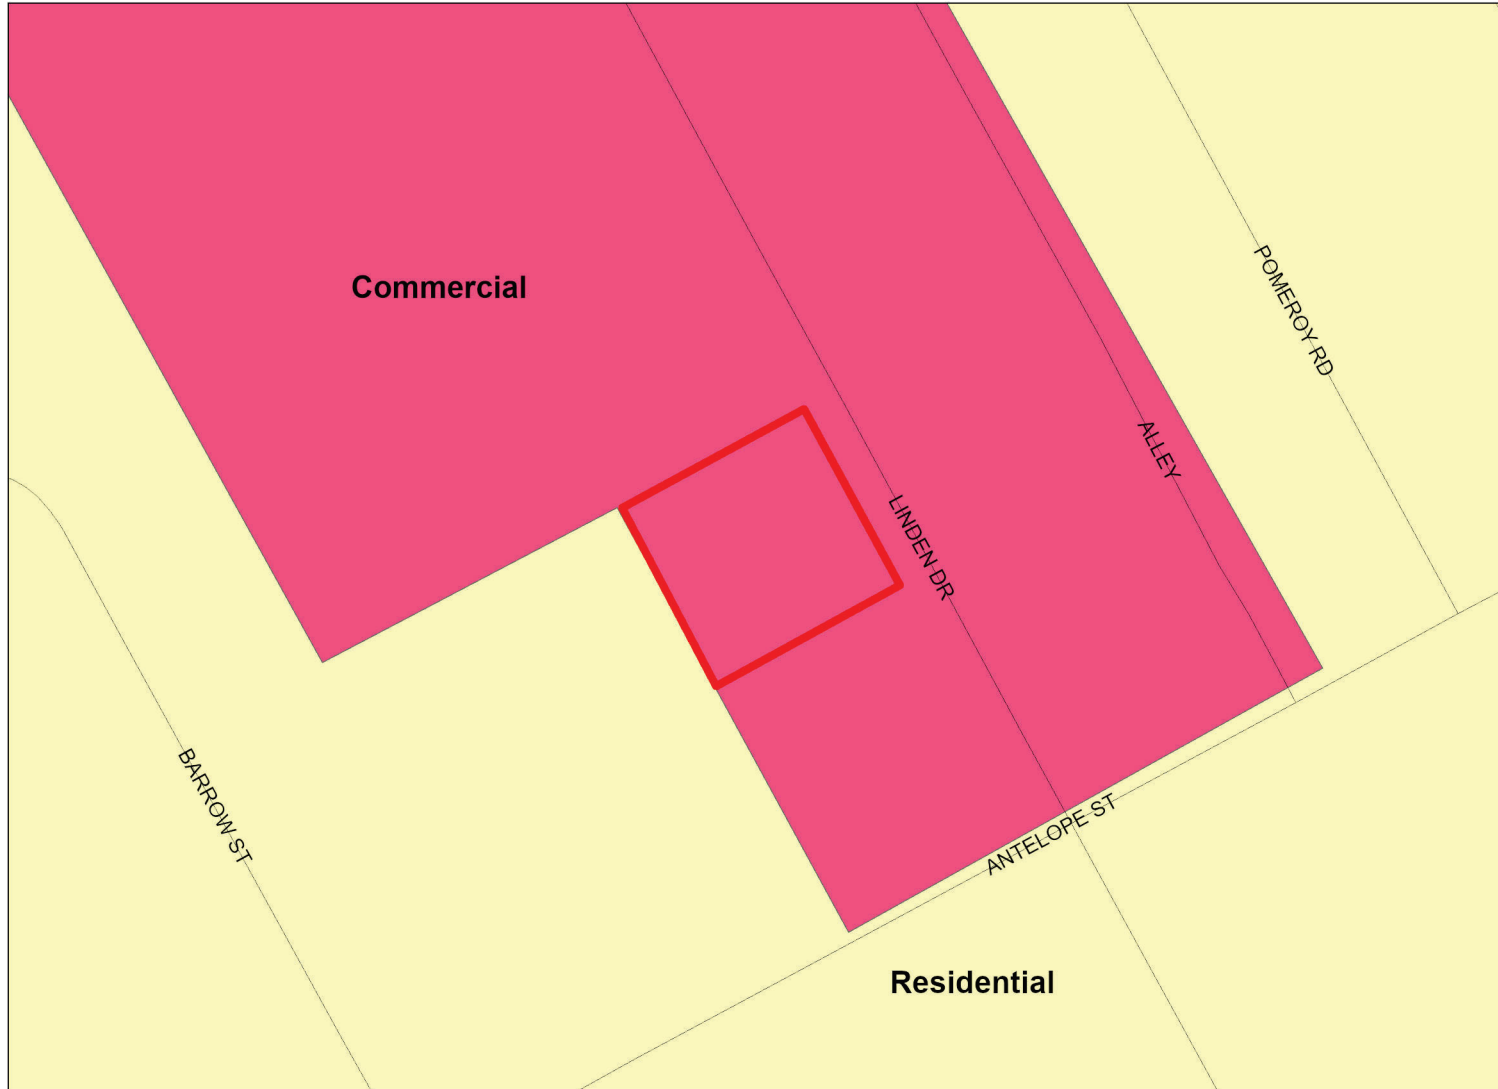 Commercial
POMEROY RD
ALLEY
LINDEN DR
BARROW ST
ANTELOPE ST
Residential